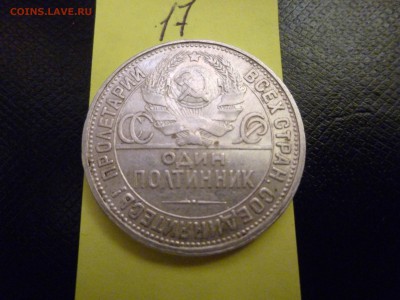 COINS.LAVE.RU
17
ПРОЛЕТАРИИ ВСЕХ СТРАН, СОЕДИНЯЙТЕСЬ!
ОДИН
ПОЛТИННИК